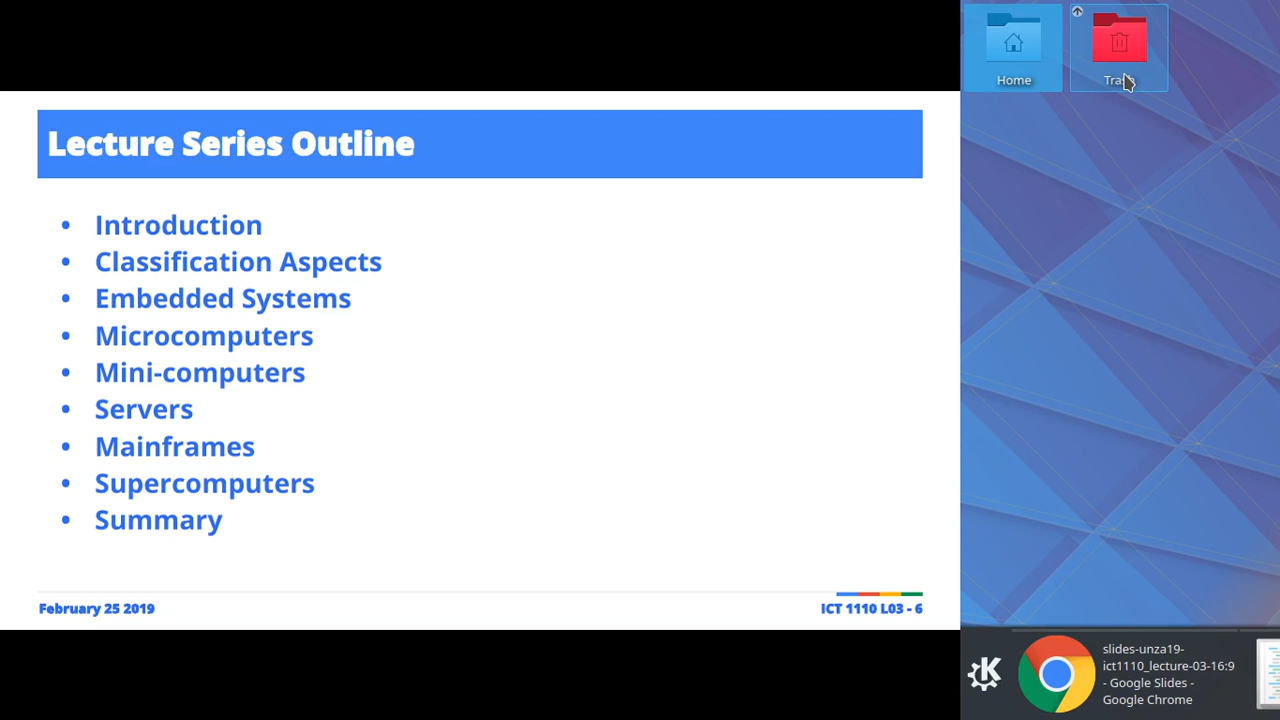 Lecture Series Outline
• Introduction
• Classification Aspects
• Embedded Systems
• Microcomputers
• Mini-computers
• Servers
• Mainframes
• Supercomputers
• Summary
February 25 2019
ICT 1110 L03 - 6
Home
Trash
slides-unza19-
ict1110_lecture-03-16:9
- Google Slides -
Google Chrome